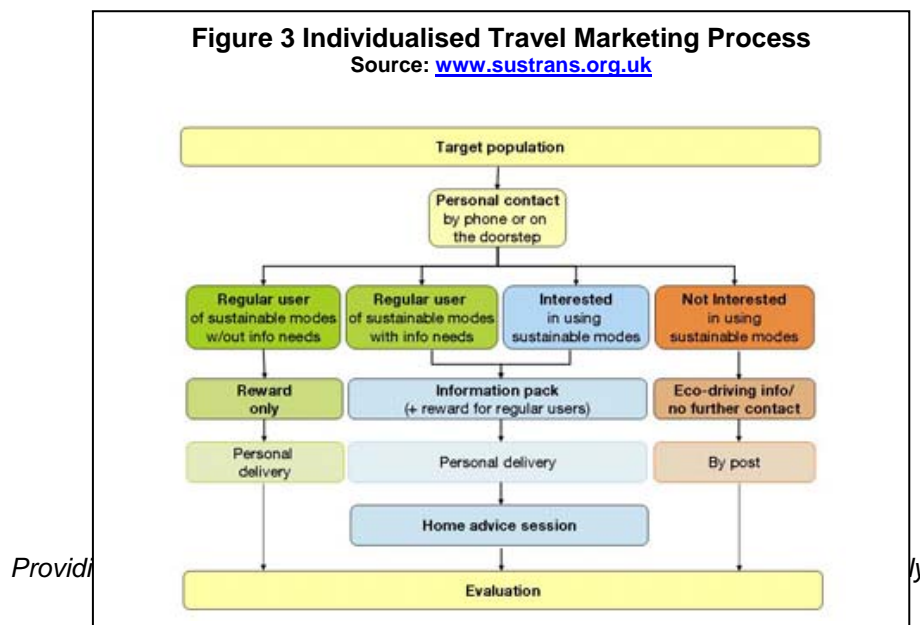 Figure 3 Individualised Travel Marketing Process
Source: www.sustrans.org.uk
Target population
Personal contact
by phone or on
the doorstep
Regular user
of sustainable modes
w/out info needs
Regular user
of sustainable modes
with info needs
Interested
in using
sustainable modes
Not Interested
in using
sustainable modes
Reward
only
Information pack
(+ reward for regular users)
Eco-driving info/
no further contact
Personal
delivery
Personal delivery
By post
Home advice session
Evaluation